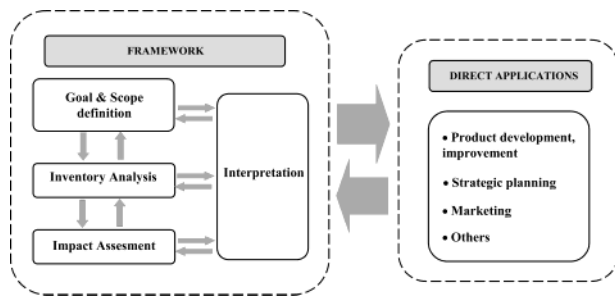 FRAMEWORK
Goal & Scope
definition
Inventory Analysis
Impact Assesment
Interpretation
DIRECT APPLICATIONS
• Product development,
improvement
• Strategic planning
• Marketing
• Others